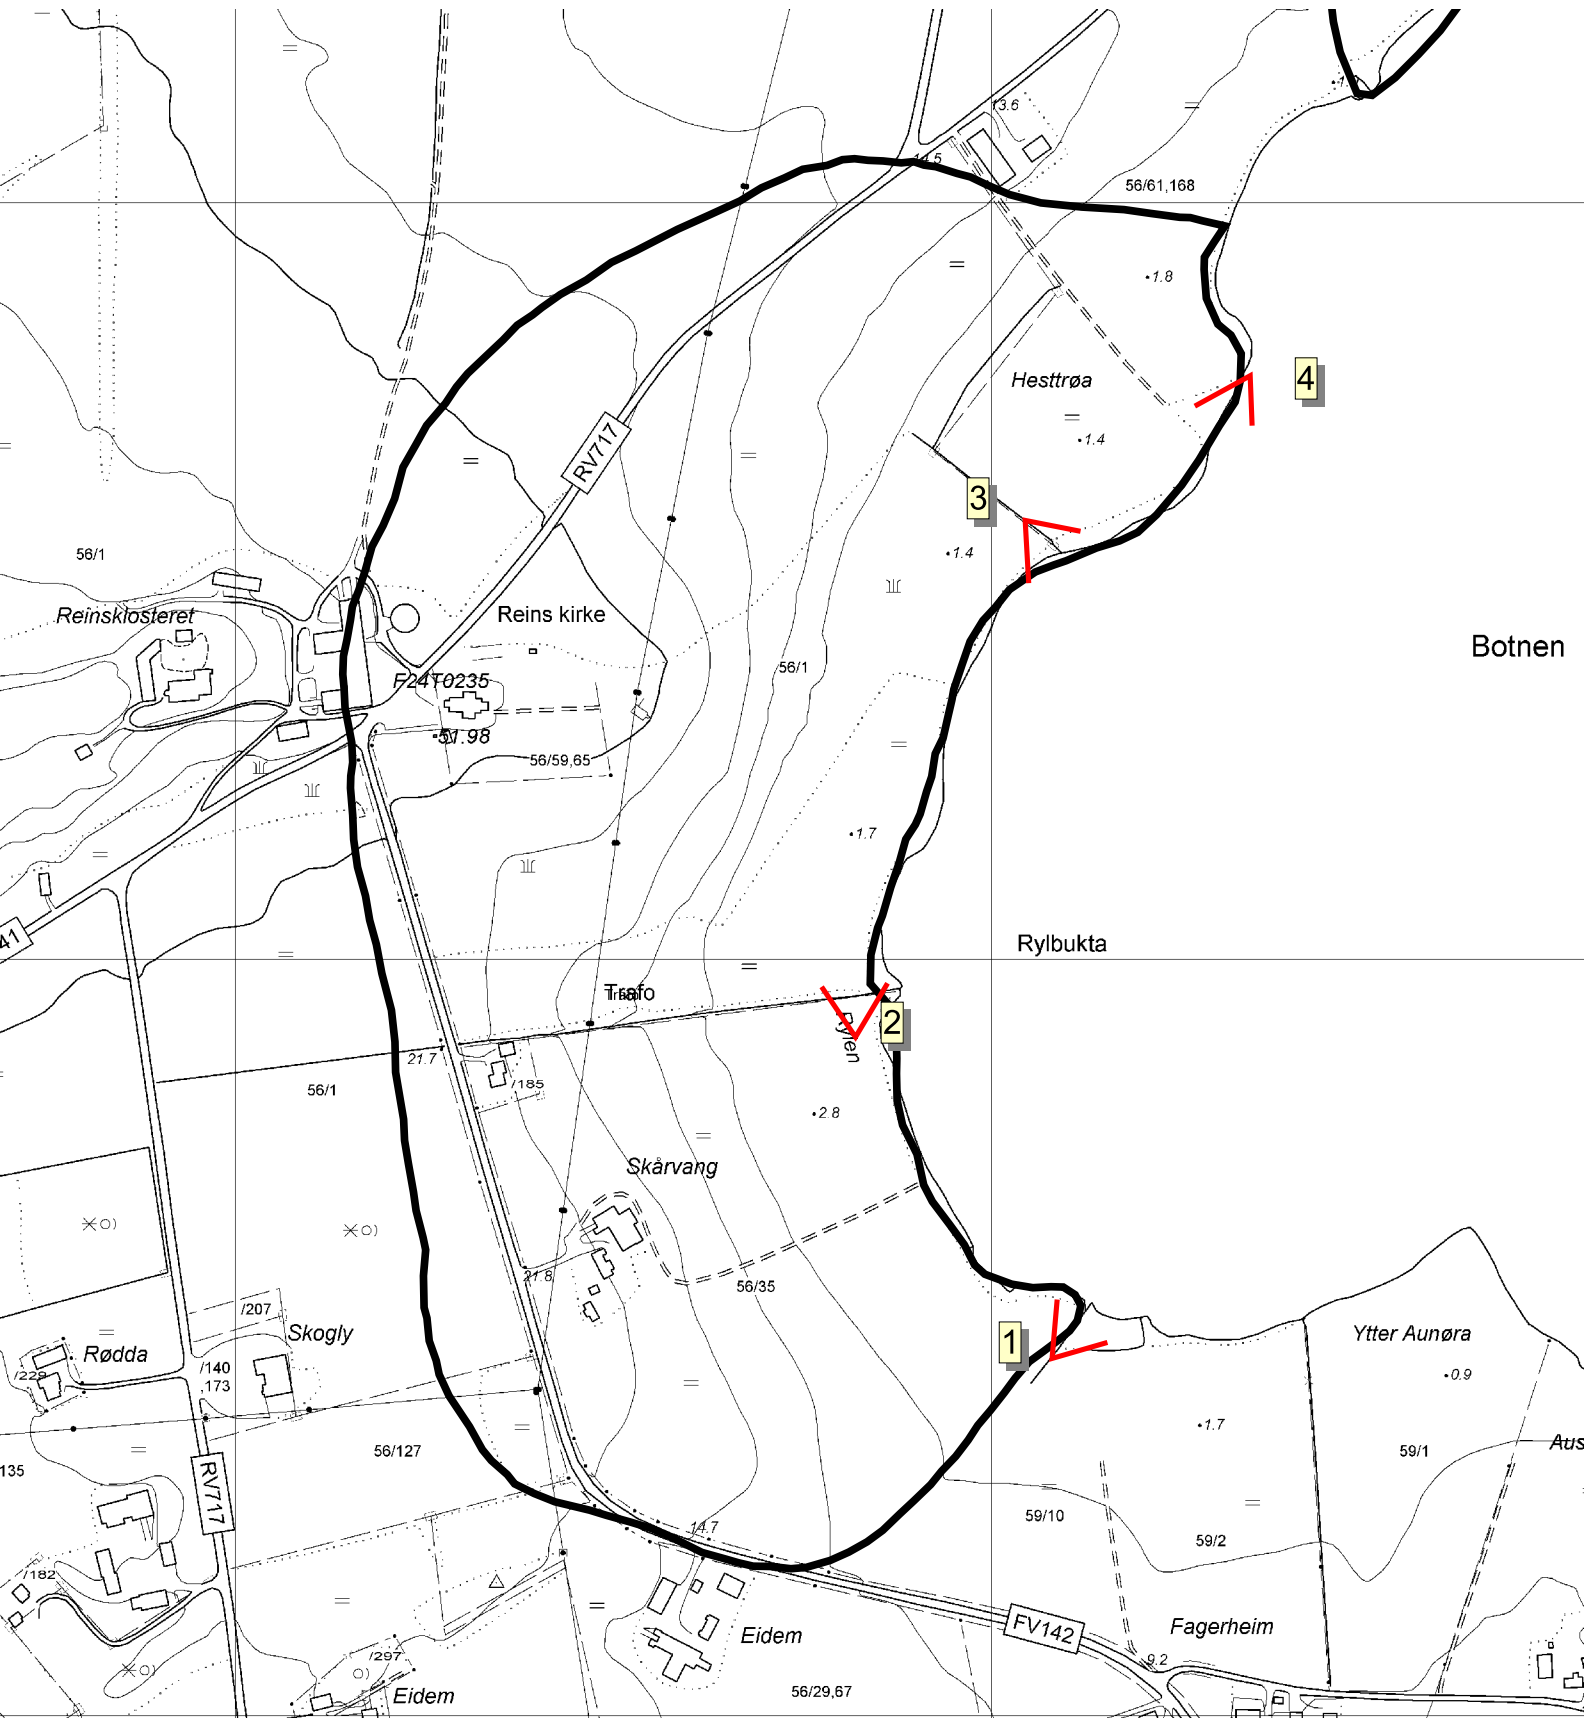 13.6
14.5
56/61,168
1.8
4
Hesttrøa
1.4
RV717
3
56/1
1.4
Reinsklosteret
Reins kirke
Botnen
56/1
F24T0235
51.98
56/59,65
1.7
41
Rylbukta
Trafo
2
Rylen
21.7
/185
56/1
2.8
Skårvang
21.8
56/35
/207
Skogly
1
Ytter Aunøra
Rødda
/140
,173
/229
0.9
1.7
56/127
59/1
135
RV717
14.7
59/10
59/2
/182
FV142
Fagerheim
Eidem
9.2
/297
Eidem
56/29,67